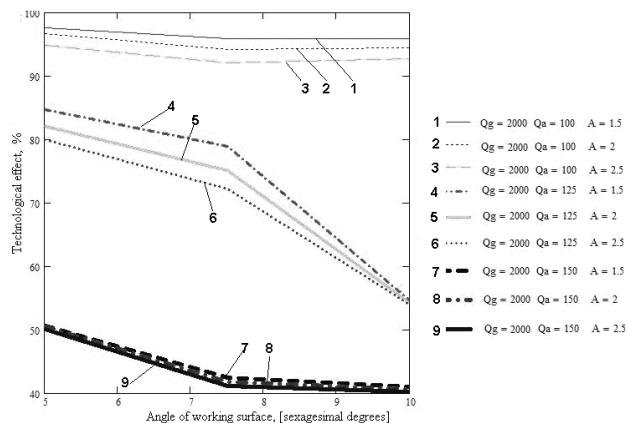 Technological effect, %
100
90
80
70
60
50
40
5
6
7
8
9
10
Angle of working surface, [sexagesimal degrees]
3
2
1
4
5
6
7
8
9
1 Qg = 2000 Qa = 100 A = 1.5
2 Qg = 2000 Qa = 100 A = 2
3 Qg = 2000 Qa = 100 A = 2.5
4 Qg = 2000 Qa = 125 A = 1.5
5 Qg = 2000 Qa = 125 A = 2
6 Qg = 2000 Qa = 125 A = 2.5
7 Qg = 2000 Qa = 150 A = 1.5
8 Qg = 2000 Qa = 150 A = 2
9 Qg = 2000 Qa = 150 A = 2.5